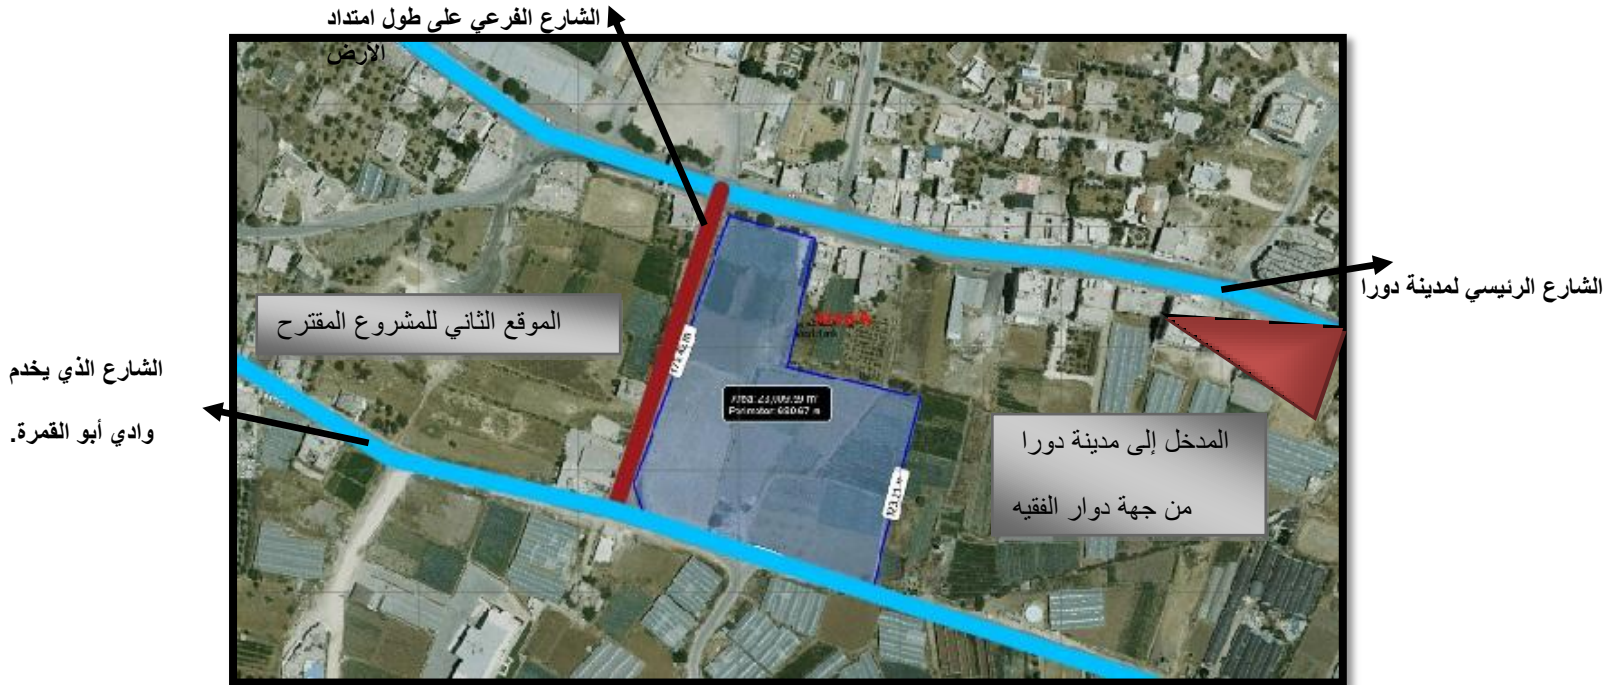 الشارع الفرعي على طول امتداد
الأرض
الشارع الرئيسي لمدينة دورا
الموقع الثاني للمشروع المقترح
الشارع الذي يخدم
وادي أبو القمرة.
Perimeter:
المدخل إلى مدينة دورا
من جهة دوار الفقيه